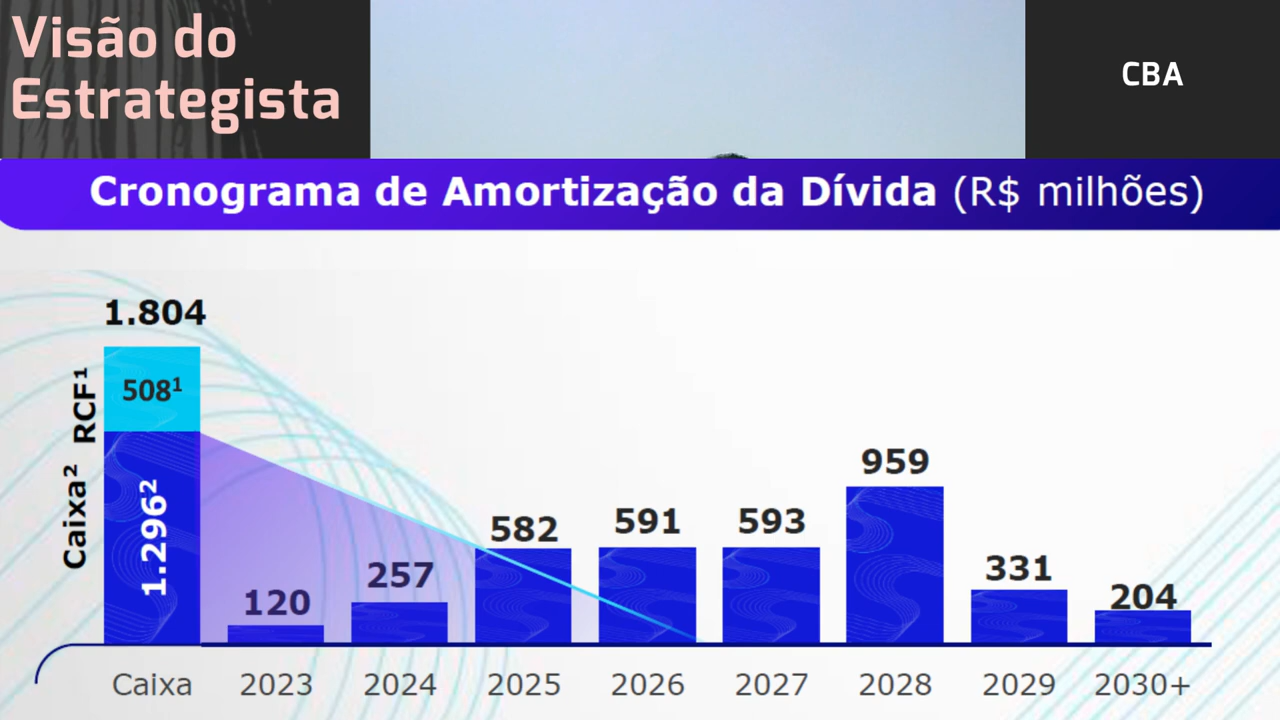 Visão do
Estrategista
CBA
Cronograma de Amortização da Dívida (R$ milhões)
1.804
508¹
RCF¹
Caixa²
1.296²
120
257
582
591
593
959
331
204
Caixa
2023
2024
2025
2026
2027
2028
2029
2030+